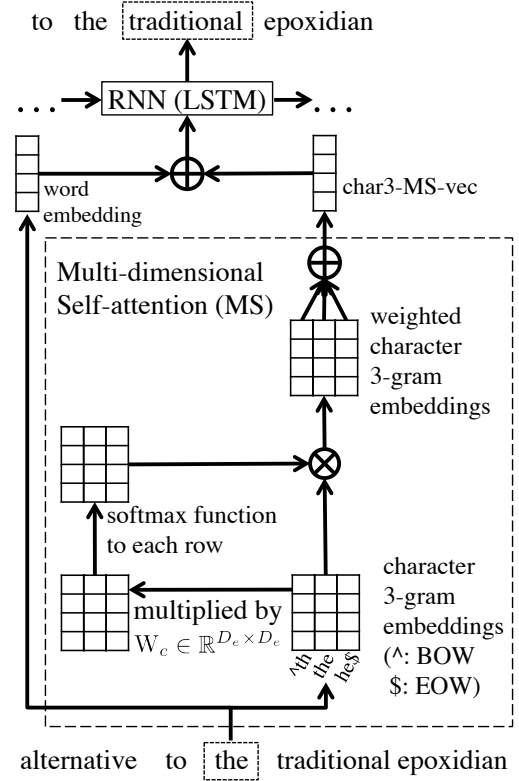 to the traditional epoxidian
... RNN (LSTM) ...
word
embedding
char3-MS-vec
Multi-dimensional
Self-attention (MS)
weighted
character
3-gram
embeddings
softmax function
to each row
multiplied by
W_c ∈ ℝ^{D_e×D_e}
character
3-gram
embeddings
(^: BOW
$: EOW)
^th the he$
alternative to the traditional epoxidian